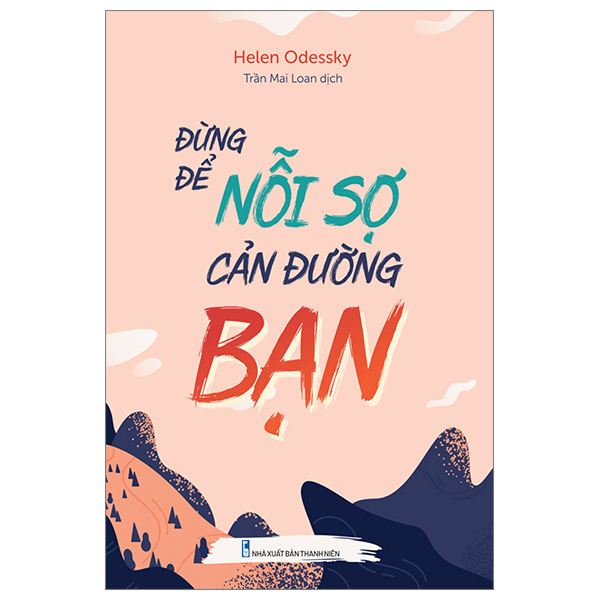 Helen Odessky
Trần Mai Loan dịch
ĐỪNG
ĐỂ
NỖI SỢ
CẢN ĐƯỜNG
BẠN
NHÀ XUẤT BẢN THANH NIÊN